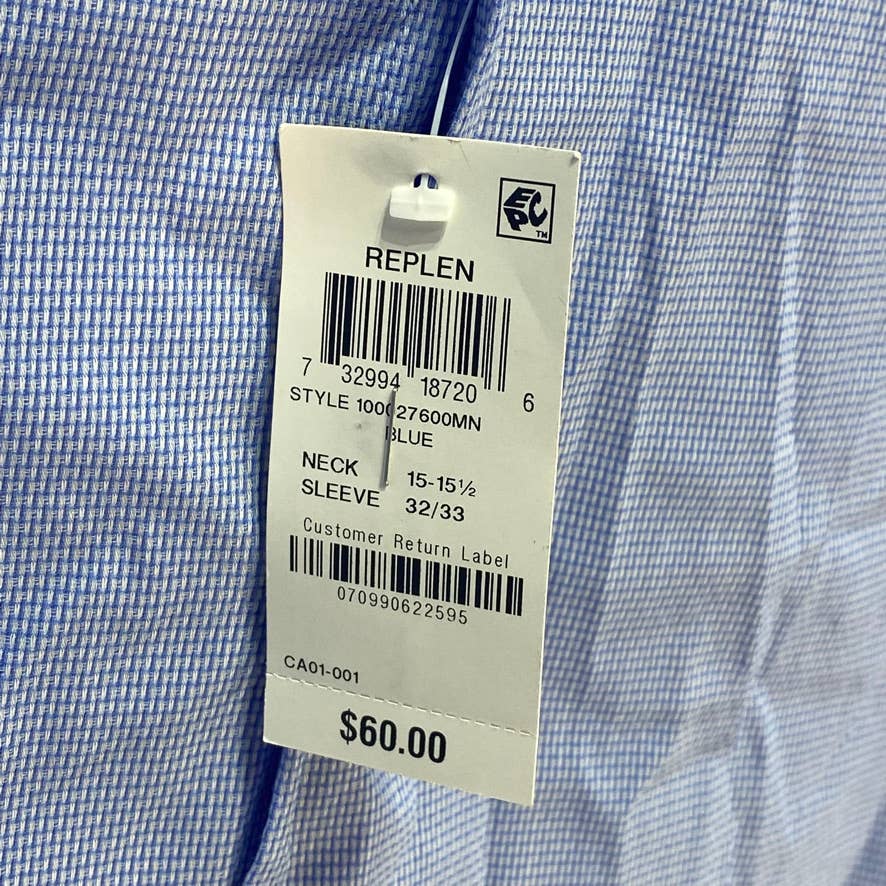 EPC™
REPLEN
7 32994 18720 6
STYLE 100027600MN
BLUE
NECK 15-15½
SLEEVE 32/33
Customer Return Label
070990622595
CA01-001
$60.00